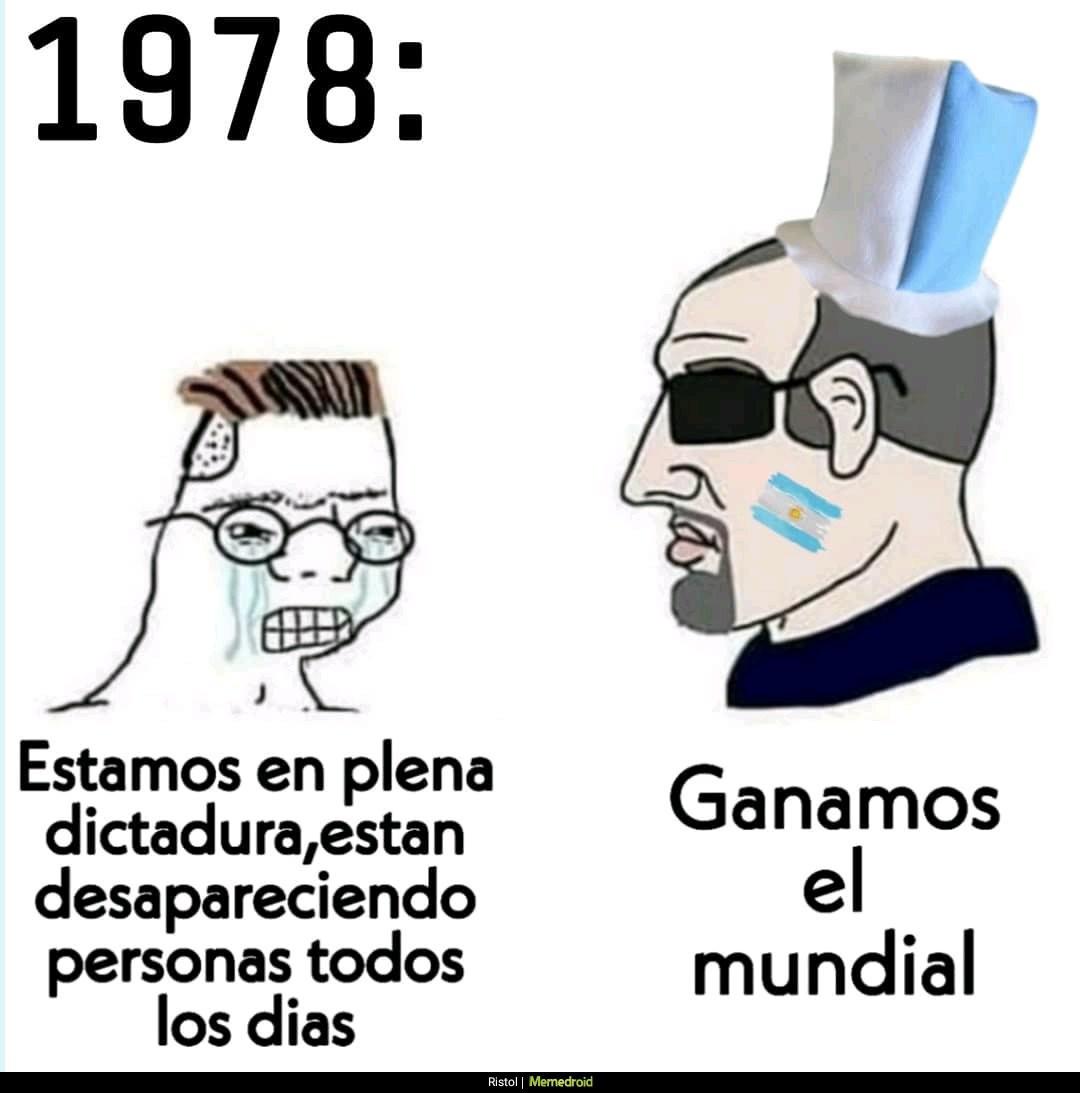 1978:
Estamos en plena
dictadura,estan
desapareciendo
personas todos
los dias
Ganamos
el
mundial
Ristol | Memedroid